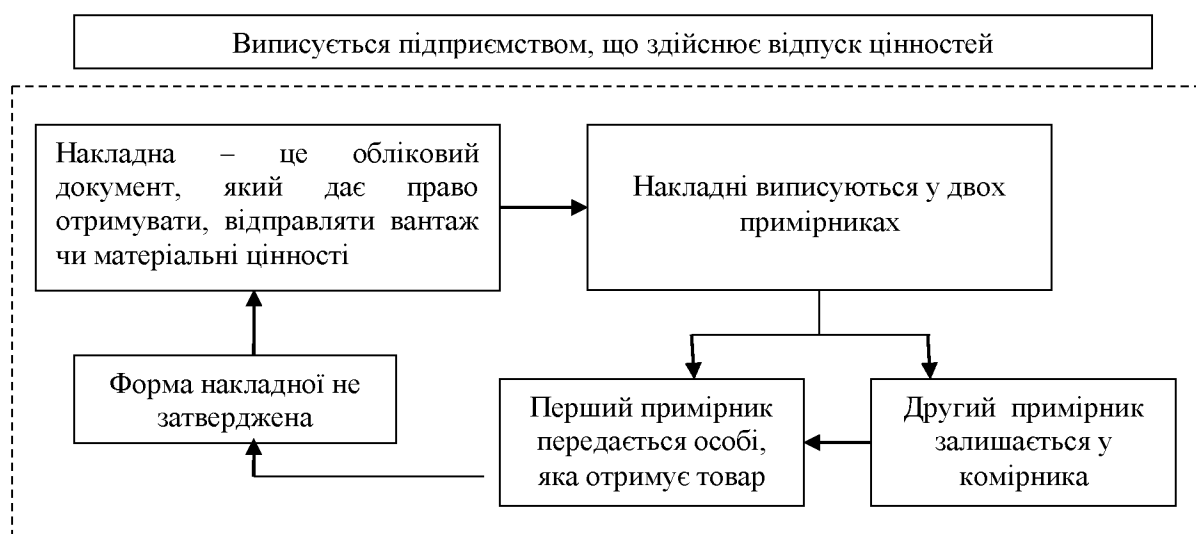 Виписується підприємством, що здійснює відпуск цінностей
Накладна – це обліковий
документ, який дає право
отримувати, відправляти вантаж
чи матеріальні цінності
Накладні виписуються у двох
примірниках
Форма накладної не
затверджена
Перший примірник
передається особі,
яка отримує товар
Другий примірник
залишається у
комірника